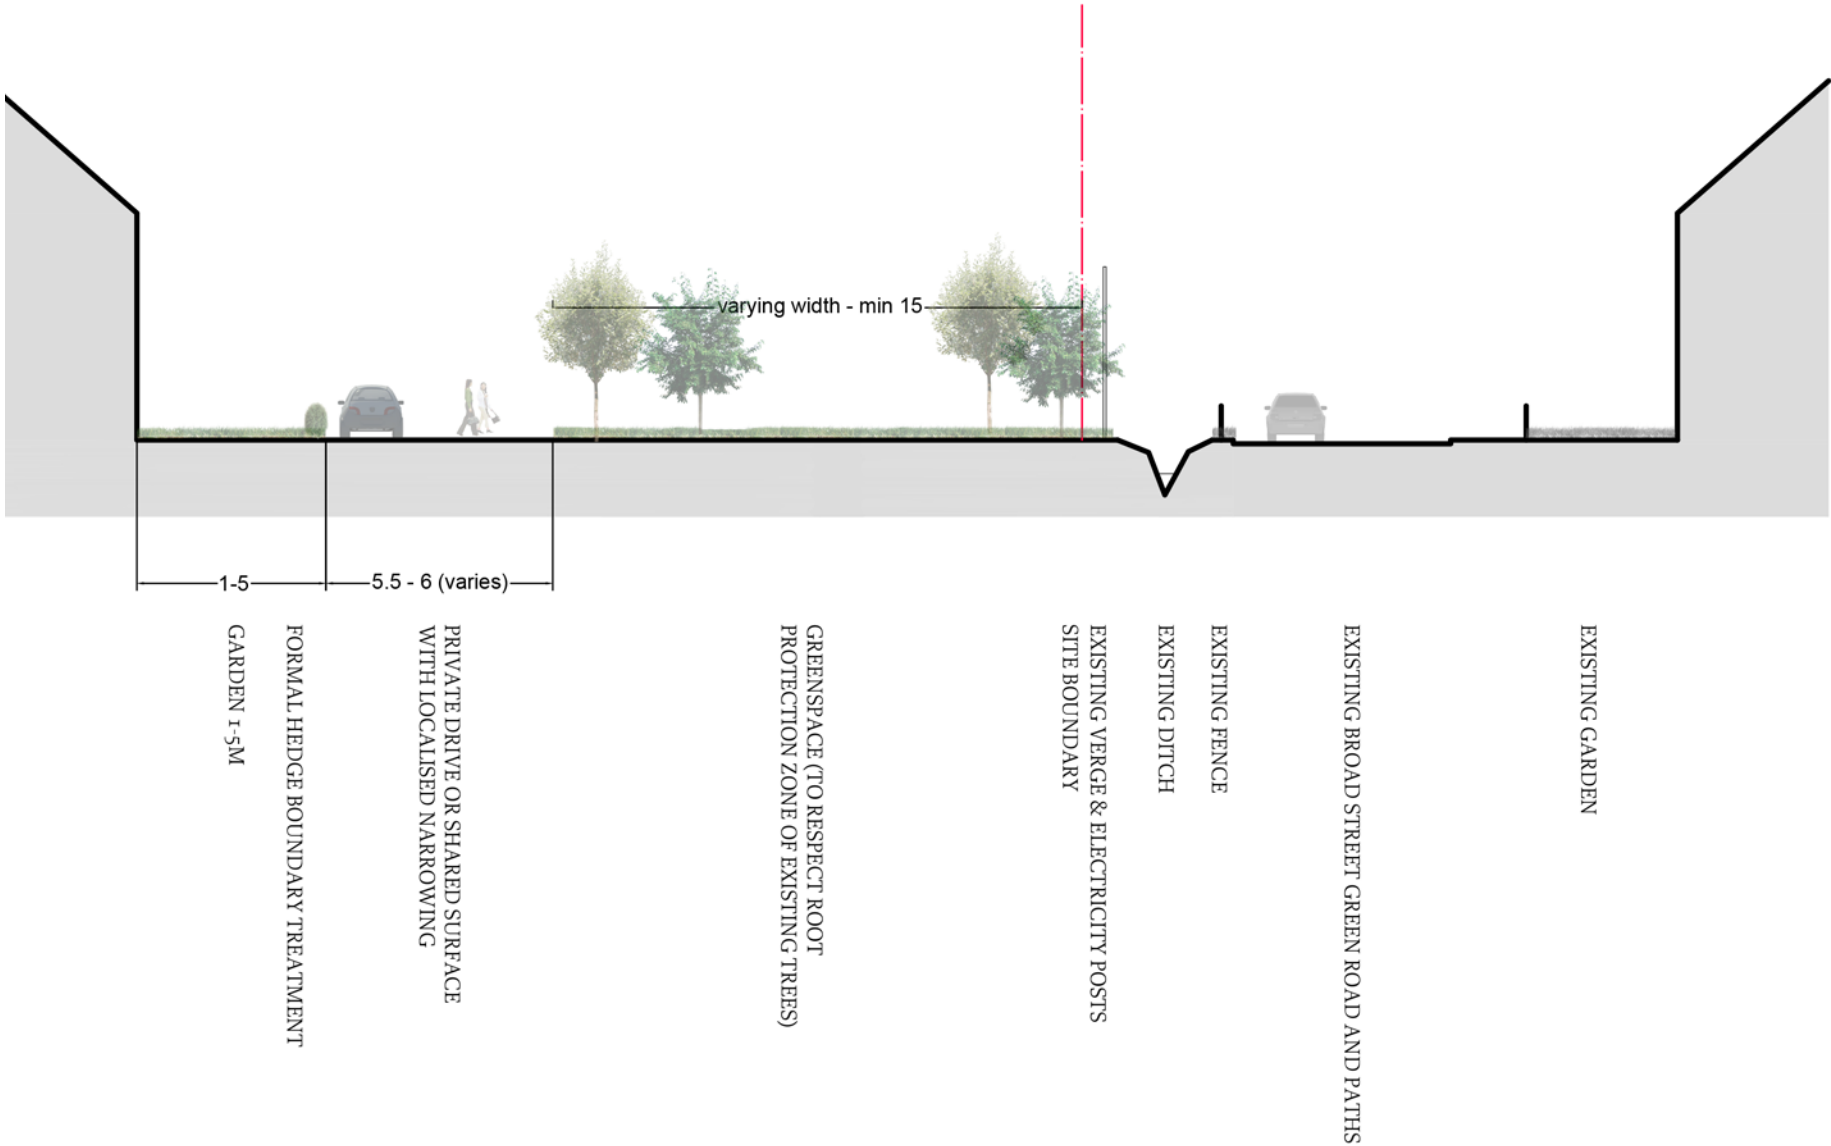 varying width - min 15
1-5
5.5 - 6 (varies)
GARDEN 1-5M
FORMAL HEDGE BOUNDARY TREATMENT
PRIVATE DRIVE OR SHARED SURFACE
WITH LOCALISED NARROWING
GREENSPACE (TO RESPECT ROOT
PROTECTION ZONE OF EXISTING TREES)
EXISTING VERGE & ELECTRICITY POSTS
SITE BOUNDARY
EXISTING DITCH
EXISTING FENCE
EXISTING BROAD STREET GREEN ROAD AND PATHS
EXISTING GARDEN